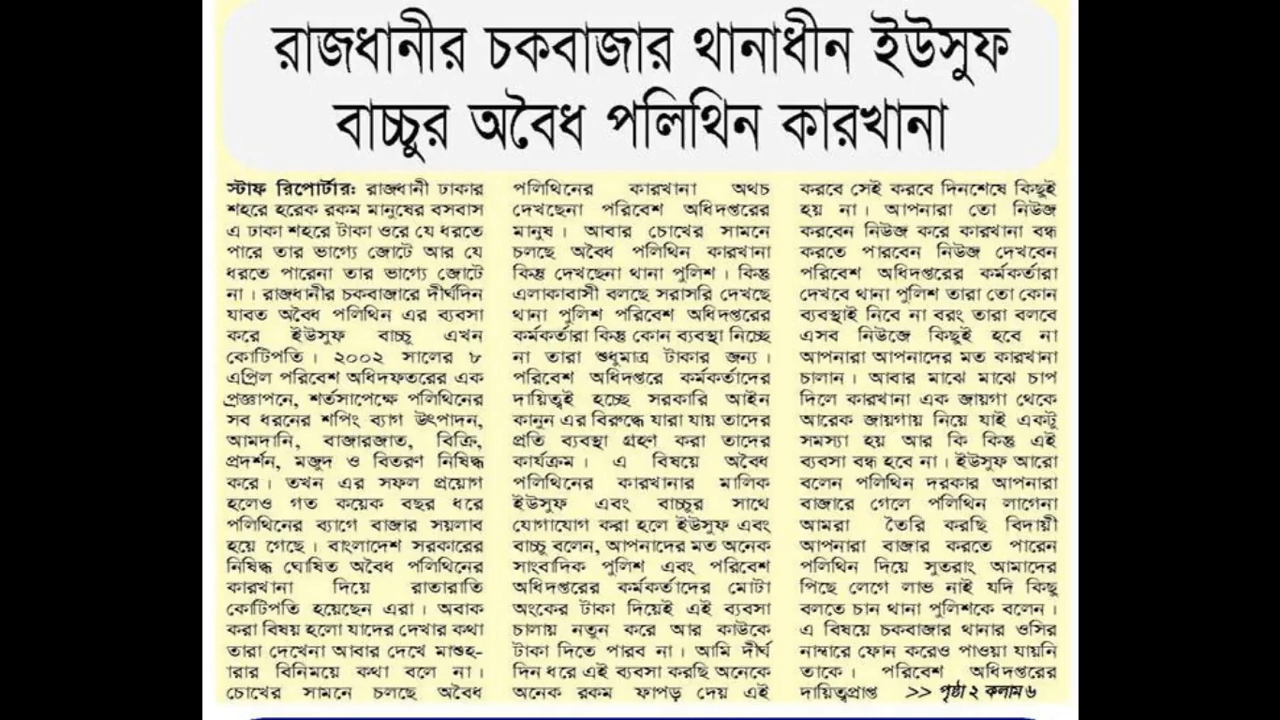 রাজধানীর চকবাজার থানাধীন ইউসুফ
বাচ্চুর অবৈধ পলিথিন কারখানা
স্টাফ রিপোর্টার: রাজধানী ঢাকার
শহরে হরেক রকম মানুষের বসবাস
এ ঢাকা শহরে টাকা ওরে যে ধরতে
পারে তার ভাগ্যে জোটে আর যে
ধরতে পারেনা তার ভাগ্যে জোটে
না। রাজধানীর চকবাজারে দীর্ঘদিন
যাবত অবৈধ পলিথিন এর ব্যবসা
করে ইউসুফ বাচ্চু এখন
কোটিপতি। ২০০২ সালের ৮
এপ্রিল পরিবেশ অধিদফতরের এক
প্রজ্ঞাপনে, শর্তসাপেক্ষে পলিথিনের
সব ধরনের শপিং ব্যাগ উৎপাদন,
আমদানি, বাজারজাত, বিক্রি,
প্রদর্শন, মজুদ ও বিতরণ নিষিদ্ধ
করে। তখন এর সফল প্রয়োগ
হলেও গত কয়েক বছর ধরে
পলিথিনের ব্যাগে বাজার সয়লাব
হয়ে গেছে। বাংলাদেশ সরকারের
নিষিদ্ধ ঘোষিত অবৈধ পলিথিনের
কারখানা দিয়ে রাতারাতি
কোটিপতি হয়েছেন এরা। অবাক
করা বিষয় হলো যাদের দেখার কথা
তারা দেখেনা আবার দেখে মাশুহ-
ারার বিনিময়ে কথা বলে না।
চোখের সামনে চলছে অবৈধ
পলিথিনের কারখানা অথচ
দেখছেনা পরিবেশ অধিদপ্তরের
মানুষ। আবার চোখের সামনে
চলছে অবৈধ পলিথিন কারখানা
কিন্তু দেখছেনা থানা পুলিশ। কিন্তু
এলাকাবাসী বলছে সরাসরি দেখছে
থানা পুলিশ পরিবেশ অধিদপ্তরের
কর্মকর্তারা কিন্তু কোন ব্যবস্থা নিচ্ছে
না তারা শুধুমাত্র টাকার জন্য।
পরিবেশ অধিদপ্তরে কর্মকর্তাদের
দায়িত্বই হচ্ছে সরকারি আইন
কানুন এর বিরুদ্ধে যারা যায় তাদের
প্রতি ব্যবস্থা গ্রহণ করা তাদের
কার্যক্রম। এ বিষয়ে অবৈধ
পলিথিনের কারখানার মালিক
ইউসুফ এবং বাচ্চুর সাথে
যোগাযোগ করা হলে ইউসুফ এবং
বাচ্চু বলেন, আপনাদের মত অনেক
সাংবাদিক পুলিশ এবং পরিবেশ
অধিদপ্তরের কর্মকর্তাদের মোটা
অংকের টাকা দিয়েই এই ব্যবসা
চালায় নতুন করে আর কাউকে
টাকা দিতে পারব না। আমি দীর্ঘ
দিন ধরে এই ব্যবসা করছি অনেকে
অনেক রকম ফাপড় দেয় এই
করবে সেই করবে দিনশেষে কিছুই
হয় না। আপনারা তো নিউজ
করবেন নিউজ করে কারখানা বন্ধ
করতে পারবেন নিউজ দেখবেন
পরিবেশ অধিদপ্তরের কর্মকর্তারা
দেখবে থানা পুলিশ তারা তো কোন
ব্যবস্থাই নিবে না বরং তারা বলবে
এসব নিউজে কিছুই হবে না
আপনারা আপনাদের মত কারখানা
চালান। আবার মাঝে মাঝে চাপ
দিলে কারখানা এক জায়গা থেকে
আরেক জায়গায় নিয়ে যাই একটু
সমস্যা হয় আর কি কিন্তু এই
ব্যবসা বন্ধ হবে না। ইউসুফ আরো
বলেন পলিথিন দরকার আপনারা
বাজারে গেলে পলিথিন লাগেনা
আমরা তৈরি করছি বিদায়ী
আপনারা বাজার করতে পারেন
পলিথিন দিয়ে সুতরাং আমাদের
পিছে লেগে লাভ নাই যদি কিছু
বলতে চান থানা পুলিশকে বলেন।
এ বিষয়ে চকবাজার থানার ওসির
নাম্বারে ফোন করেও পাওয়া যায়নি
তাকে। পরিবেশ অধিদপ্তরের
দায়িত্বপ্রাপ্ত >> পৃষ্ঠা ২ কলাম ৬